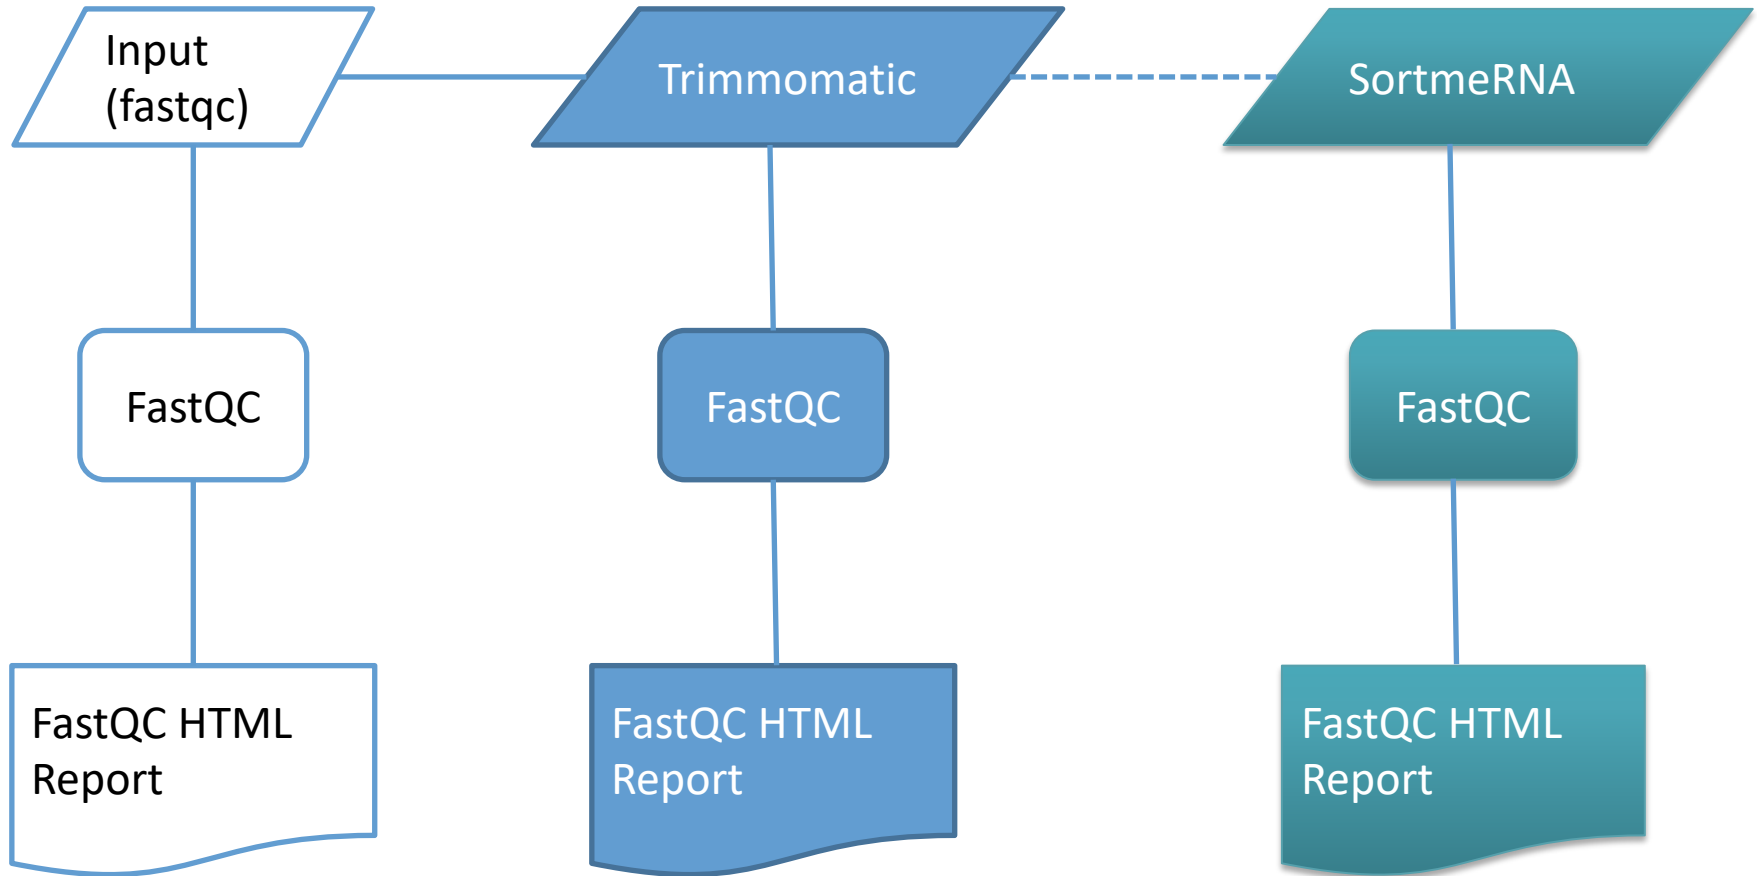 Input
(fastqc)
Trimmomatic
SortmeRNA
FastQC
FastQC
FastQC
FastQC HTML
Report
FastQC HTML
Report
FastQC HTML
Report